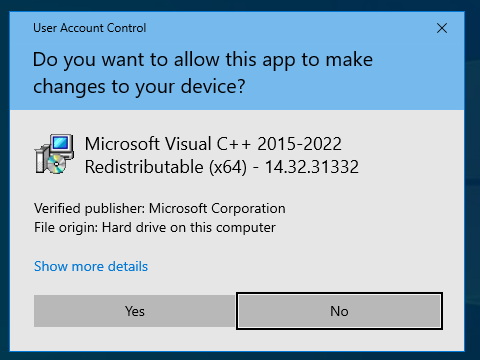 User Account Control
Do you want to allow this app to make
changes to your device?
Microsoft Visual C++ 2015-2022
Redistributable (x64) - 14.32.31332
Verified publisher: Microsoft Corporation
File origin: Hard drive on this computer
Show more details
Yes
No